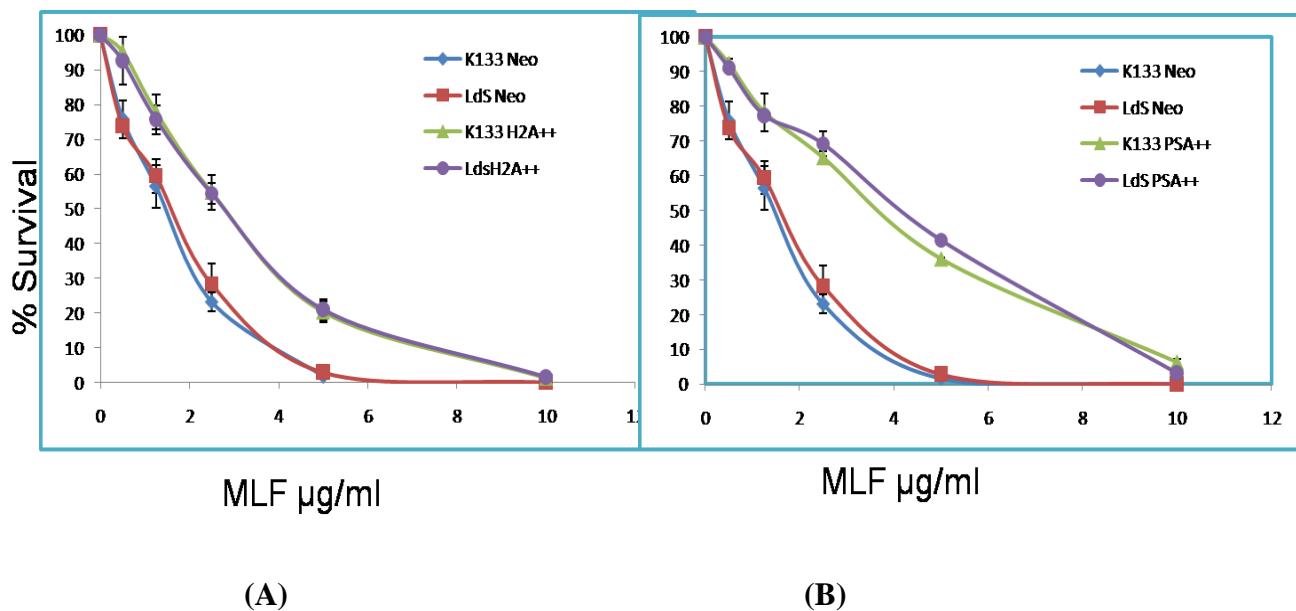 % Survival
100
90
80
70
60
50
40
30
20
10
0
0 2 4 6 8 10 12
K133 Neo
LdS Neo
K133 H2A++
LdsH2A++
MLF µg/ml
(A)
100
90
80
70
60
50
40
30
20
10
0
0 2 4 6 8 10 12
K133 Neo
LdS Neo
K133 PSA++
LdS PSA++
MLF µg/ml
(B)